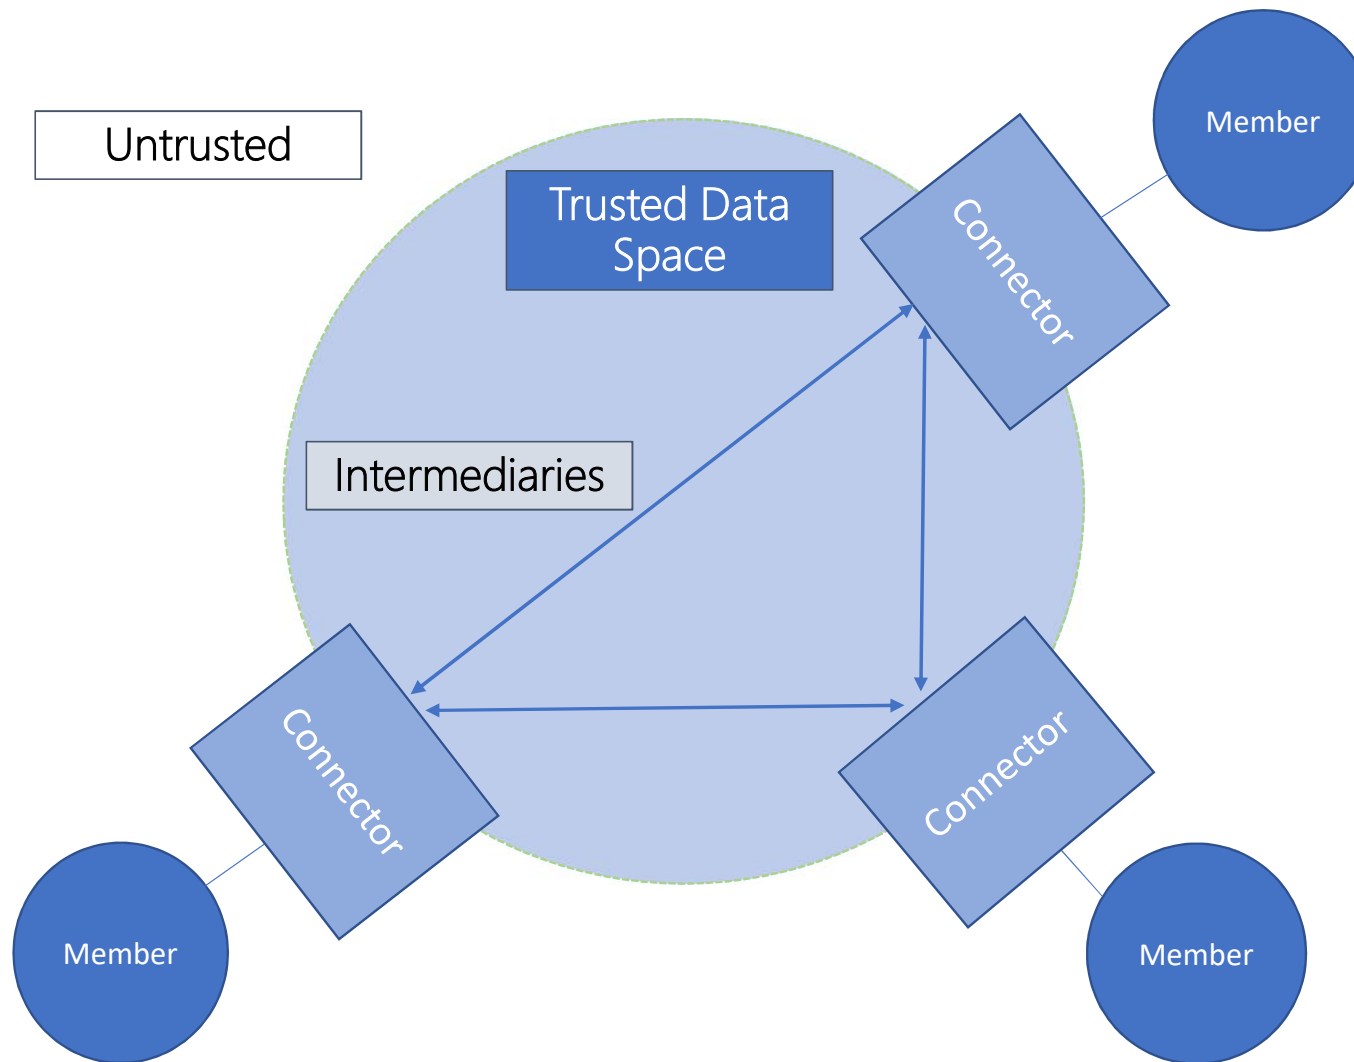 Member
Untrusted
Trusted Data
Space
Connector
Intermediaries
Connector
Connector
Member
Member